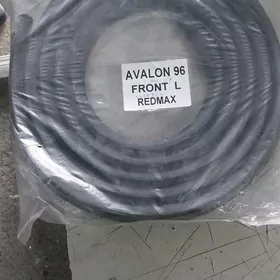 AVALON 96
FRONT L
REDMAX